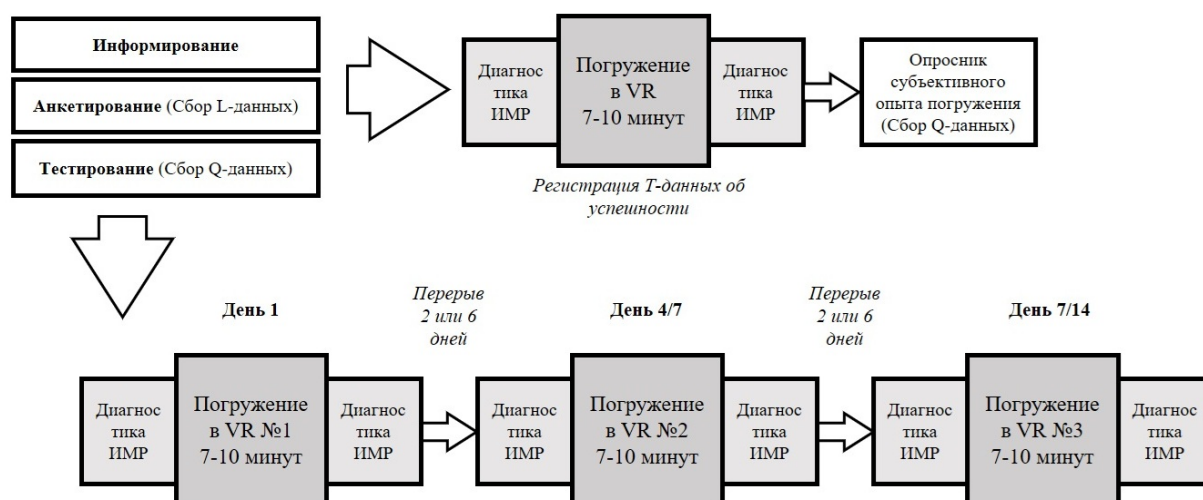 Информирование
Анкетирование (Сбор L-данных)
Тестирование (Сбор Q-данных)
Диагнос
тика
ИМР
Погружение
в VR
7-10 минут
Диагнос
тика
ИМР
Опросник
субъективного
опыта погружения
(Сбор Q-данных)
Регистрация Т-данных об
успешности
День 1
Перерыв
2 или 6
дней
День 4/7
Перерыв
2 или 6
дней
День 7/14
Диагнос
тика
ИМР
Погружение
в VR №1
7-10 минут
Диагнос
тика
ИМР
Диагнос
тика
ИМР
Погружение
в VR №2
7-10 минут
Диагнос
тика
ИМР
Диагнос
тика
ИМР
Погружение
в VR №3
7-10 минут
Диагнос
тика
ИМР